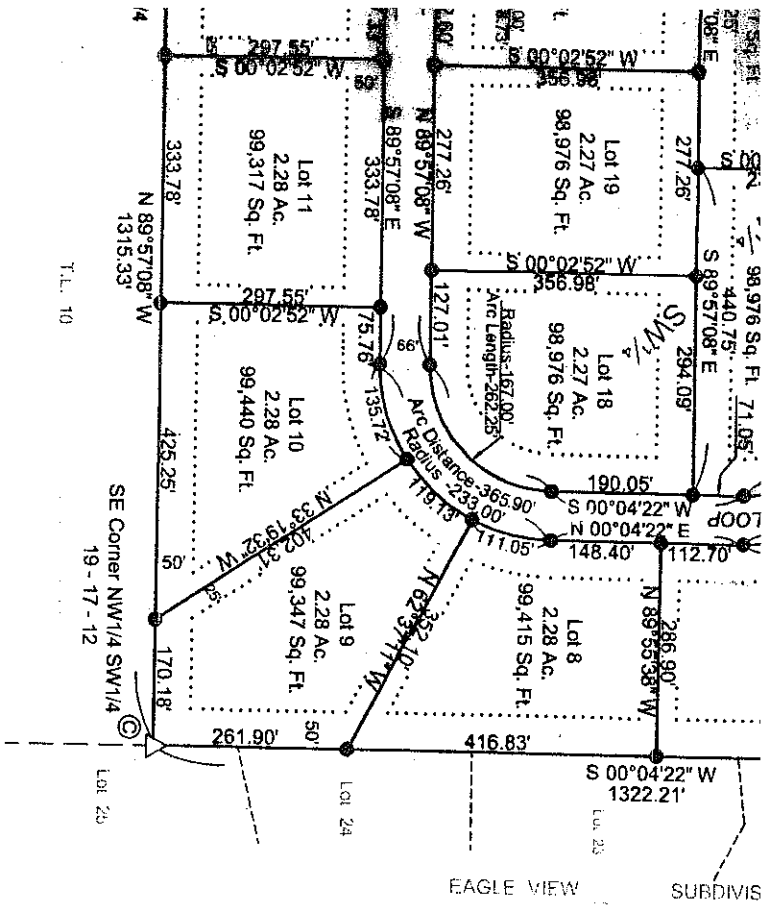 297.55'
S 00°02'52" W
50'
333.78'
Lot 11
2.28 Ac.
99,317 Sq. Ft.
S 89°57'08" E
333.78'
N 89°57'08" W
277.26'
S 00°02'52" W
356.98'
Lot 19
2.27 Ac.
98,976 Sq. Ft.
277.26'
S 89°57'08" E
N 89°57'08" W
1315.33'
T.L. 10
297.55'
S 00°02'52" W
75.76'
66'
127.01'
S 00°02'52" W
356.98'
Radius-167.00'
Arc Length-262.25'
Lot 18
2.27 Ac.
98,976 Sq. Ft.
SW1/4
294.09'
98,976 Sq. Ft.
440.75'
71.05'
Lot 10
2.28 Ac.
99,440 Sq. Ft.
425.25'
135.72'
Arc Distance-365.90'
Radius -233.00'
119.13'
111.05'
190.05'
S 00°04'22" W
N 00°04'22" E
148.40'
LOOP
112.70'
N 33°19'32" W
402.31
25'
50'
SE Corner NW1/4 SW1/4
19 - 17 - 12
170.18'
Lot 9
2.28 Ac.
99,347 Sq. Ft.
N 62°37'11" W
352.10'
Lot 8
2.28 Ac.
99,415 Sq. Ft.
286.90'
N 89°55'38" W
©
261.90'
50'
416.83'
S 00°04'22" W
1322.21'
Lot 25
Lot 24
Lot 23
EAGLE VIEW
SUBDIVIS